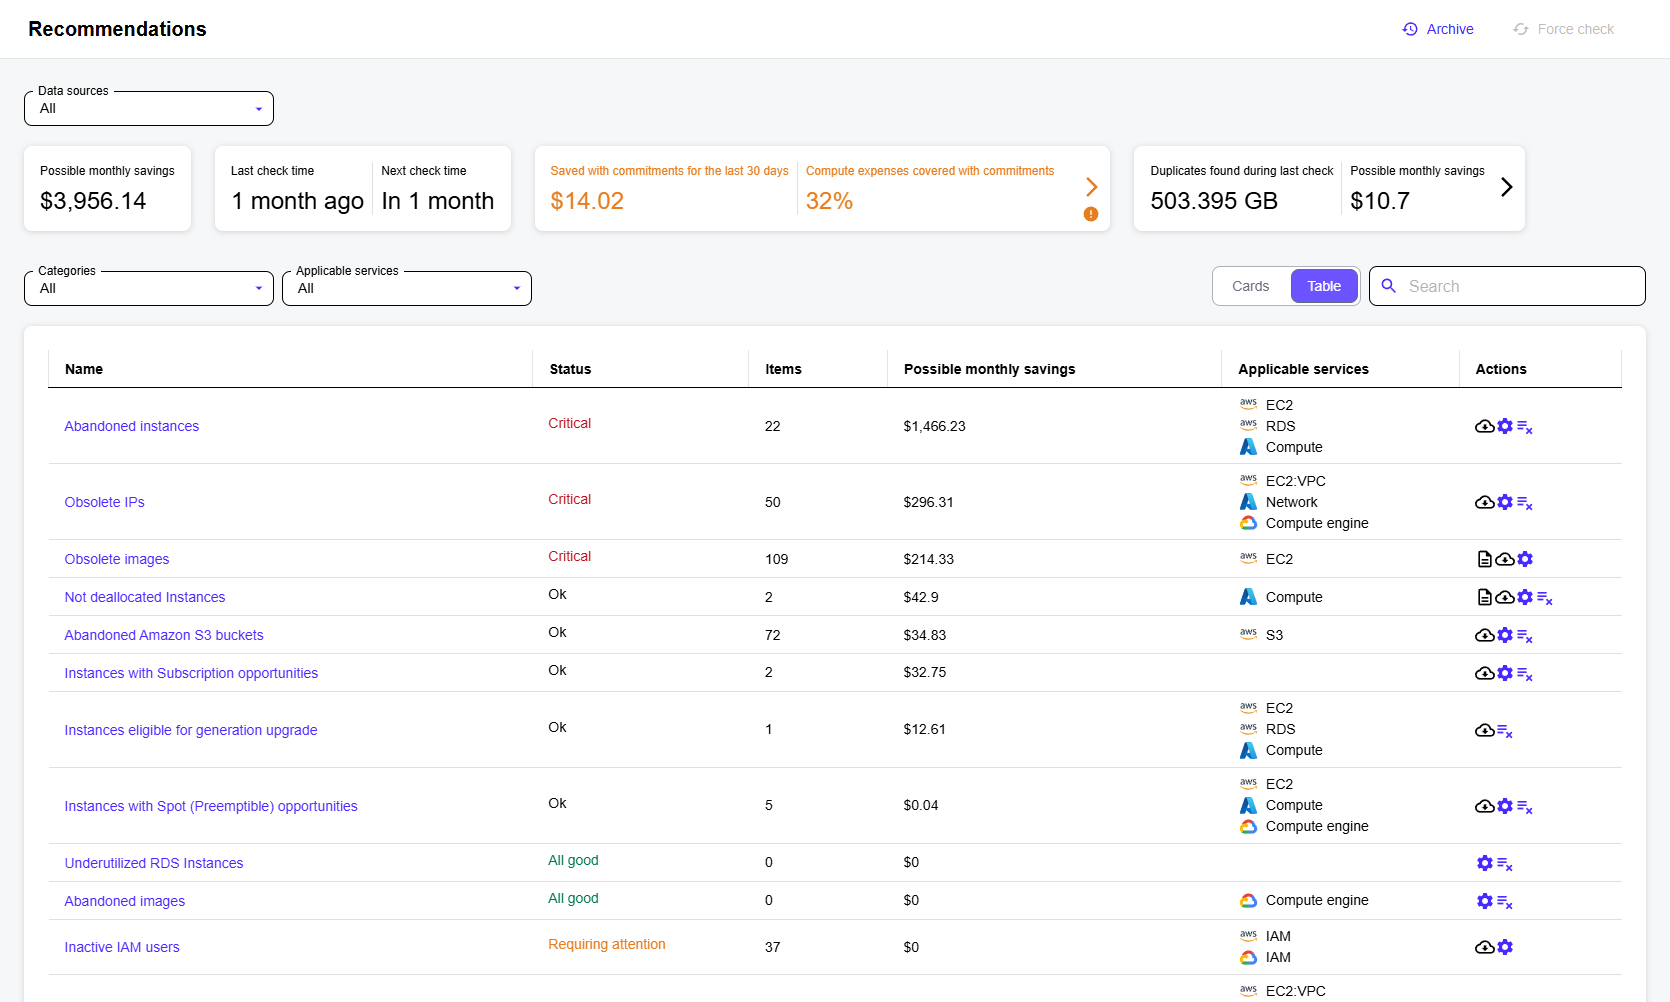 Recommendations
Archive
Force check
Data sources
All
Possible monthly savings
$3,956.14
Last check time
1 month ago
Next check time
In 1 month
Saved with commitments for the last 30 days
$14.02
Compute expenses covered with commitments
32%
Duplicates found during last check
503.395 GB
Possible monthly savings
$10.7
Categories
All
Applicable services
All
Cards
Table
Search
Name Status Items Possible monthly savings Applicable services Actions
Abandoned instances Critical 22 $1,466.23
aws EC2
aws RDS
Compute
Obsolete IPs Critical 50 $296.31
aws EC2:VPC
Network
Compute engine
Obsolete images Critical 109 $214.33 aws EC2
Not deallocated Instances Ok 2 $42.9 Compute
Abandoned Amazon S3 buckets Ok 72 $34.83 aws S3
Instances with Subscription opportunities Ok 2 $32.75
Instances eligible for generation upgrade Ok 1 $12.61
aws EC2
aws RDS
Compute
Instances with Spot (Preemptible) opportunities Ok 5 $0.04
aws EC2
Compute
Compute engine
Underutilized RDS Instances All good 0 $0
Abandoned images All good 0 $0 Compute engine
Inactive IAM users Requiring attention 37 $0
aws IAM
IAM
aws EC2:VPC